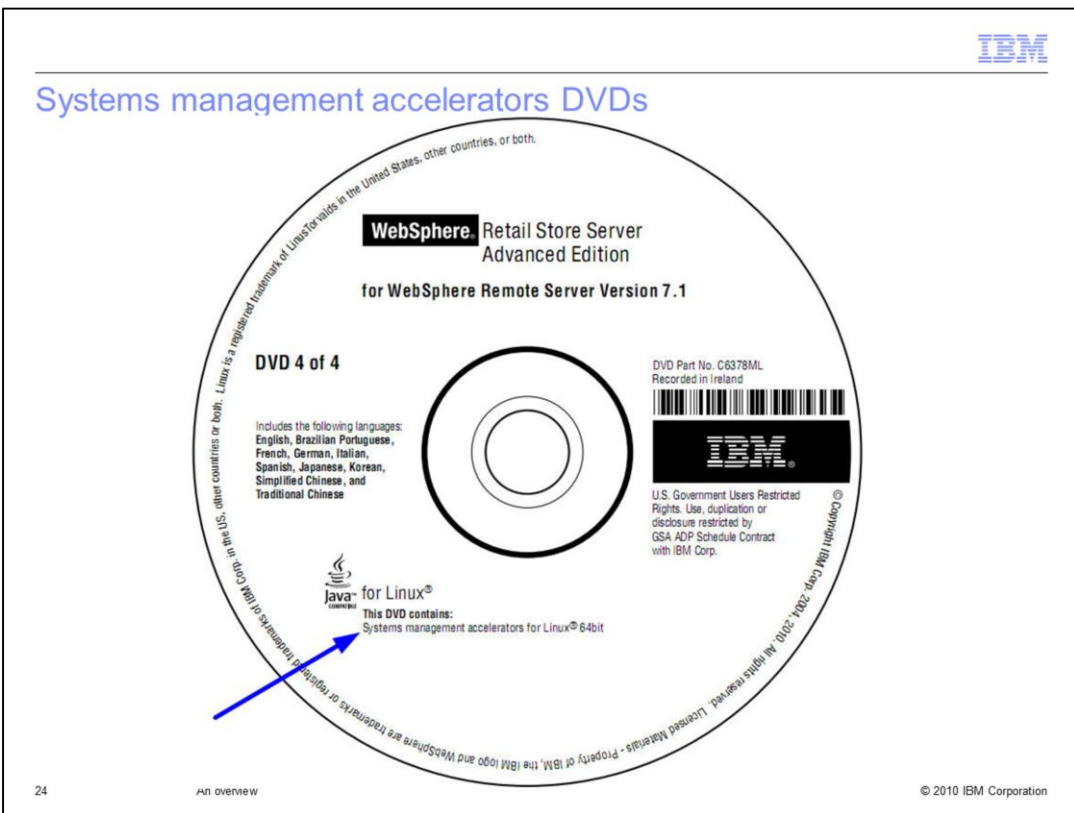 IBM
Systems management accelerators DVDs
Linux is a registered trademark of LinusTorvalds in the United States, other countries, or both.
WebSphere® Retail Store Server
Advanced Edition
for WebSphere Remote Server Version 7.1
DVD 4 of 4
DVD Part No. C6378ML
Recorded in Ireland
Includes the following languages:
English, Brazilian Portuguese,
French, German, Italian,
Spanish, Japanese, Korean,
Simplified Chinese, and
Traditional Chinese
IBM®
U.S. Government Users Restricted
Rights. Use, duplication or
disclosure restricted by
GSA ADP Schedule Contract
with IBM Corp.
Java™
COMPATIBLE
for Linux®
This DVD contains:
Systems management accelerators for Linux® 64bit
© Copyright IBM Corp. 2004, 2010. All rights reserved. Licensed Materials - Property of IBM, the IBM logo and WebSphere are trademarks or registered trademarks of IBM Corp. in the US, other countries or both.
24
An overview
© 2010 IBM Corporation